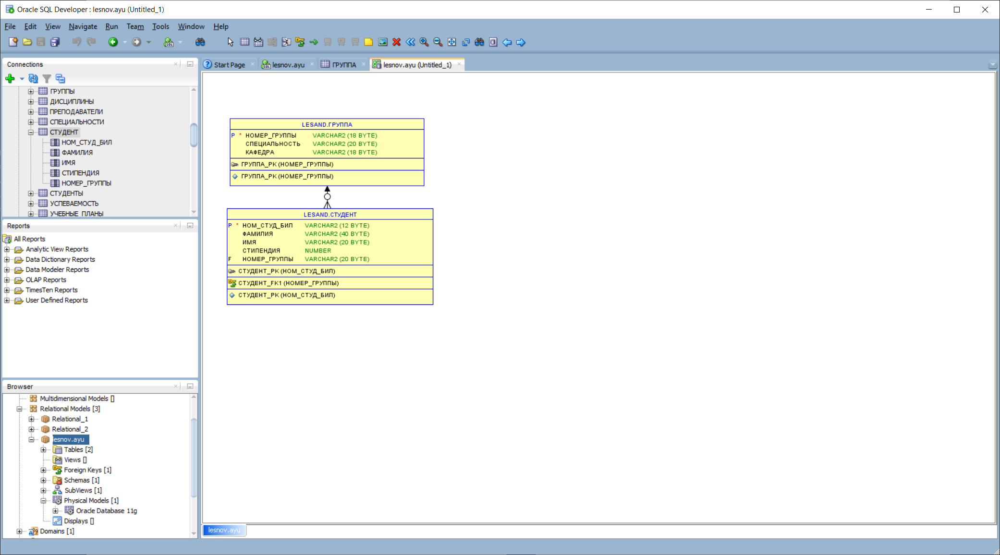 Oracle SQL Developer : lesnov.ayu (Untitled_1)
File Edit View Navigate Run Team Tools Window Help
Connections
ГРУППЫ
ДИСЦИПЛИНЫ
ПРЕПОДАВАТЕЛИ
СПЕЦИАЛЬНОСТИ
СТУДЕНТ
НОМ_СТУД_БИЛ
ФАМИЛИЯ
ИМЯ
СТИПЕНДИЯ
НОМЕР_ГРУППЫ
СТУДЕНТЫ
УСПЕВАЕМОСТЬ
УЧЕБНЫЕ_ПЛАНЫ
Reports
All Reports
Analytic View Reports
Data Dictionary Reports
Data Modeler Reports
OLAP Reports
TimesTen Reports
User Defined Reports
Browser
Multidimensional Models []
Relational Models [3]
Relational_1
Relational_2
lesnov.ayu
Tables [2]
Views []
Foreign Keys [1]
Schemas [1]
SubViews [1]
Physical Models [1]
Oracle Database 11g
Displays []
Domains [1]
Start Page lesnov.ayu ГРУППА lesnov.ayu (Untitled_1)
LESAND.ГРУППА
P * НОМЕР_ГРУППЫ VARCHAR2 (18 BYTE)
СПЕЦИАЛЬНОСТЬ VARCHAR2 (20 BYTE)
КАФЕДРА VARCHAR2 (18 BYTE)
ГРУППА_PK (НОМЕР_ГРУППЫ)
ГРУППА_PK (НОМЕР_ГРУППЫ)
LESAND.СТУДЕНТ
P * НОМ_СТУД_БИЛ VARCHAR2 (12 BYTE)
ФАМИЛИЯ VARCHAR2 (40 BYTE)
ИМЯ VARCHAR2 (20 BYTE)
СТИПЕНДИЯ NUMBER
F НОМЕР_ГРУППЫ VARCHAR2 (20 BYTE)
СТУДЕНТ_PK (НОМ_СТУД_БИЛ)
СТУДЕНТ_FK1 (НОМЕР_ГРУППЫ)
СТУДЕНТ_PK (НОМ_СТУД_БИЛ)
lesnov.ayu